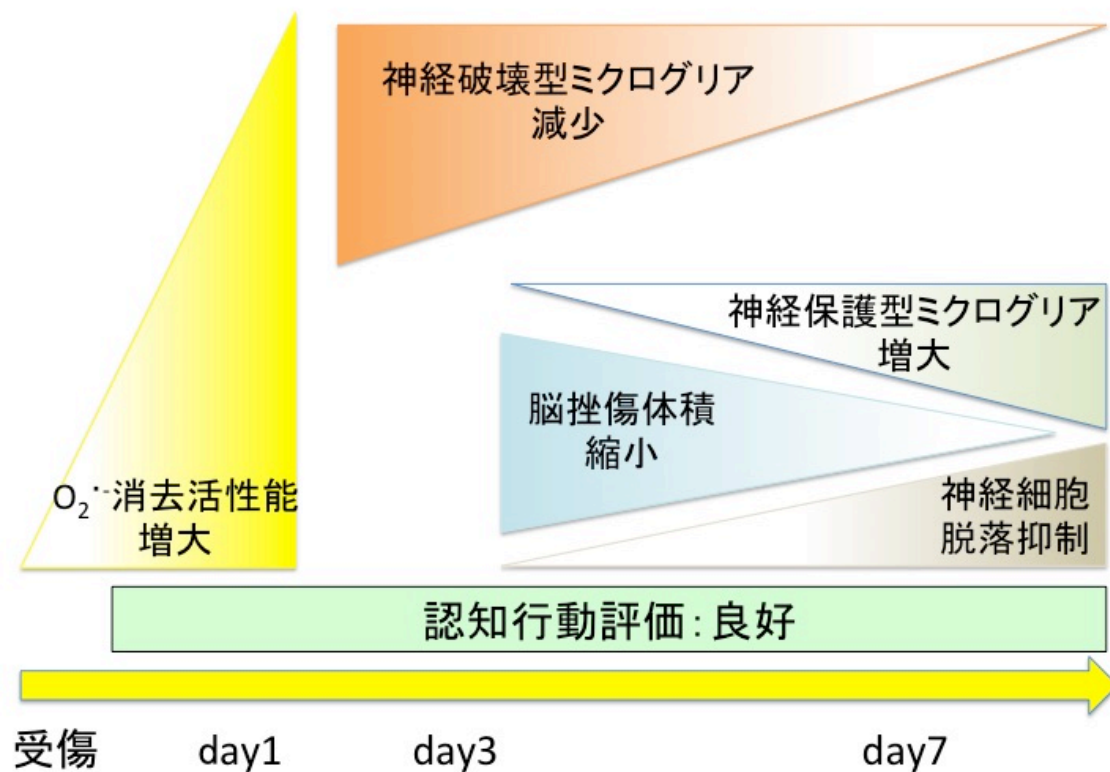 神経破壊型ミクログリア
減少
神経保護型ミクログリア
増大
脳挫傷体積
縮小
O₂˙⁻消去活性能
増大
神経細胞
脱落抑制
認知行動評価：良好
受傷 day1 day3 day7